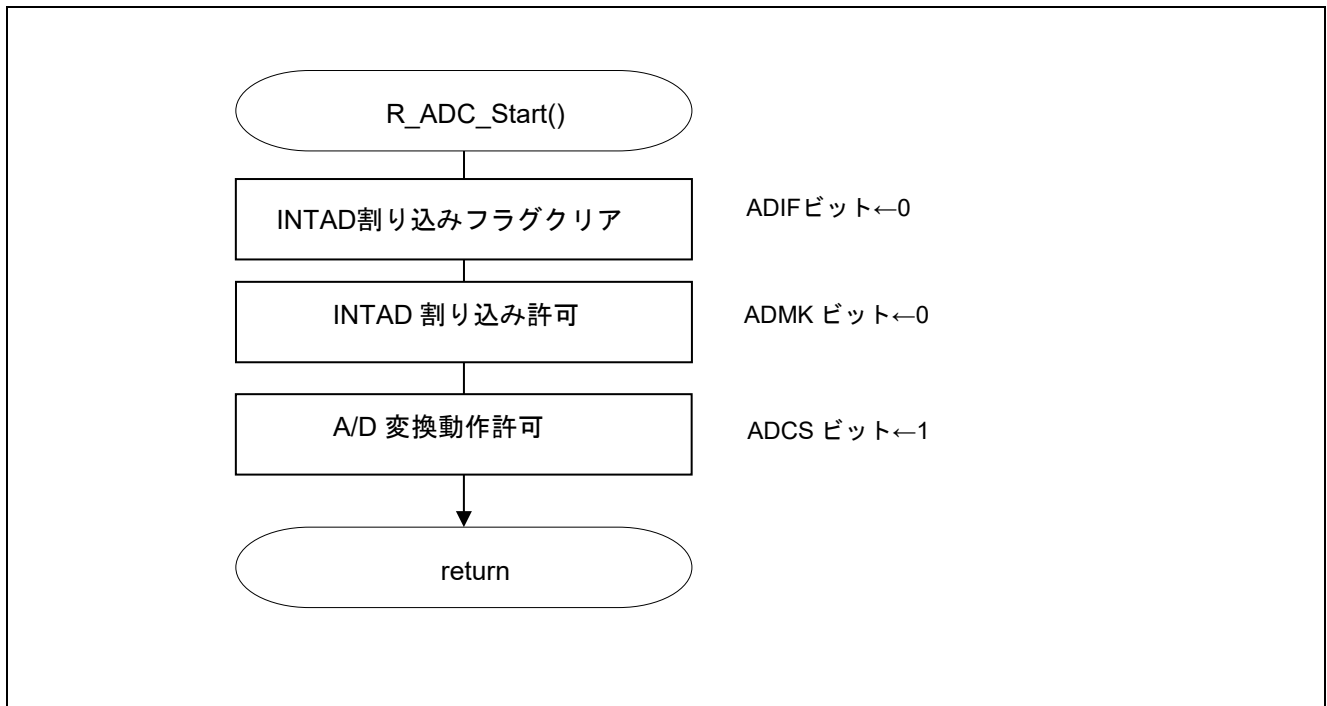 R_ADC_Start()
INTAD割り込みフラグクリア
ADIFビット←0
INTAD 割り込み許可
ADMK ビット←0
A/D 変換動作許可
ADCS ビット←1
return